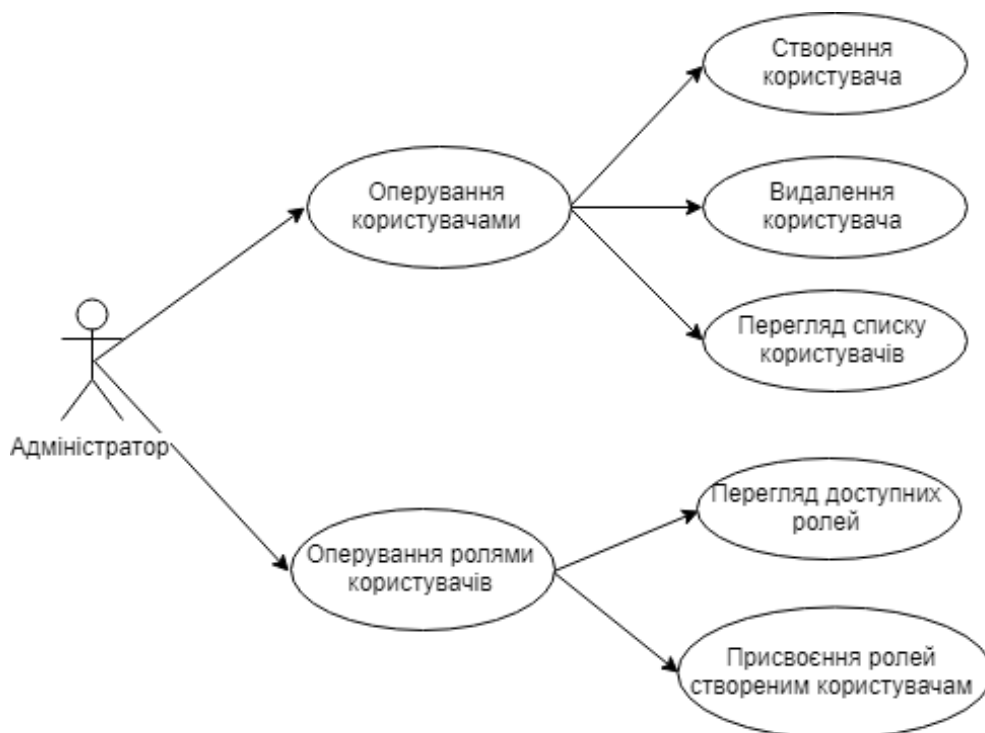 Створення
користувача
Оперування
користувачами
Видалення
користувача
Перегляд списку
користувачів
Адміністратор
Перегляд доступних
ролей
Оперування ролями
користувачів
Присвоєння ролей
створеним користувачам